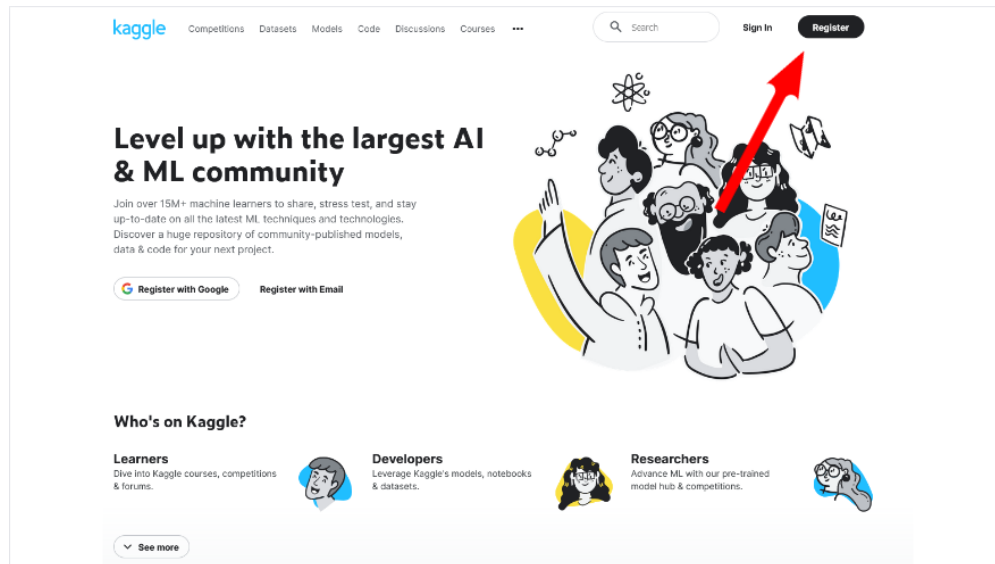 kaggle Competitions Datasets Models Code Discussions Courses ••• Search Sign In Register
Level up with the largest AI
& ML community
Join over 15M+ machine learners to share, stress test, and stay
up-to-date on all the latest ML techniques and technologies.
Discover a huge repository of community-published models,
data & code for your next project.
Register with Google Register with Email
Who's on Kaggle?
Learners
Dive into Kaggle courses, competitions
& forums.
Developers
Leverage Kaggle's models, notebooks
& datasets.
Researchers
Advance ML with our pre-trained
model hub & competitions.
See more